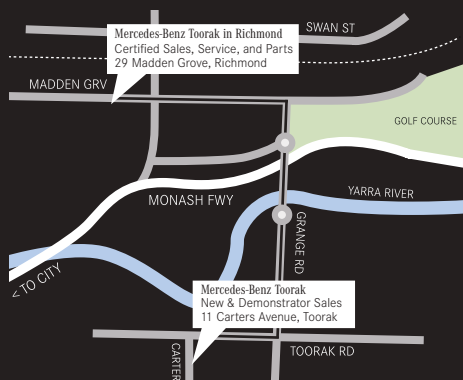 SWAN ST
Mercedes-Benz Toorak in Richmond
Certified Sales, Service, and Parts
29 Madden Grove, Richmond
MADDEN GRV
GOLF COURSE
YARRA RIVER
MONASH FWY
GRANGE RD
< TO CITY
Mercedes-Benz Toorak
New & Demonstrator Sales
11 Carters Avenue, Toorak
TOORAK RD
CARTER